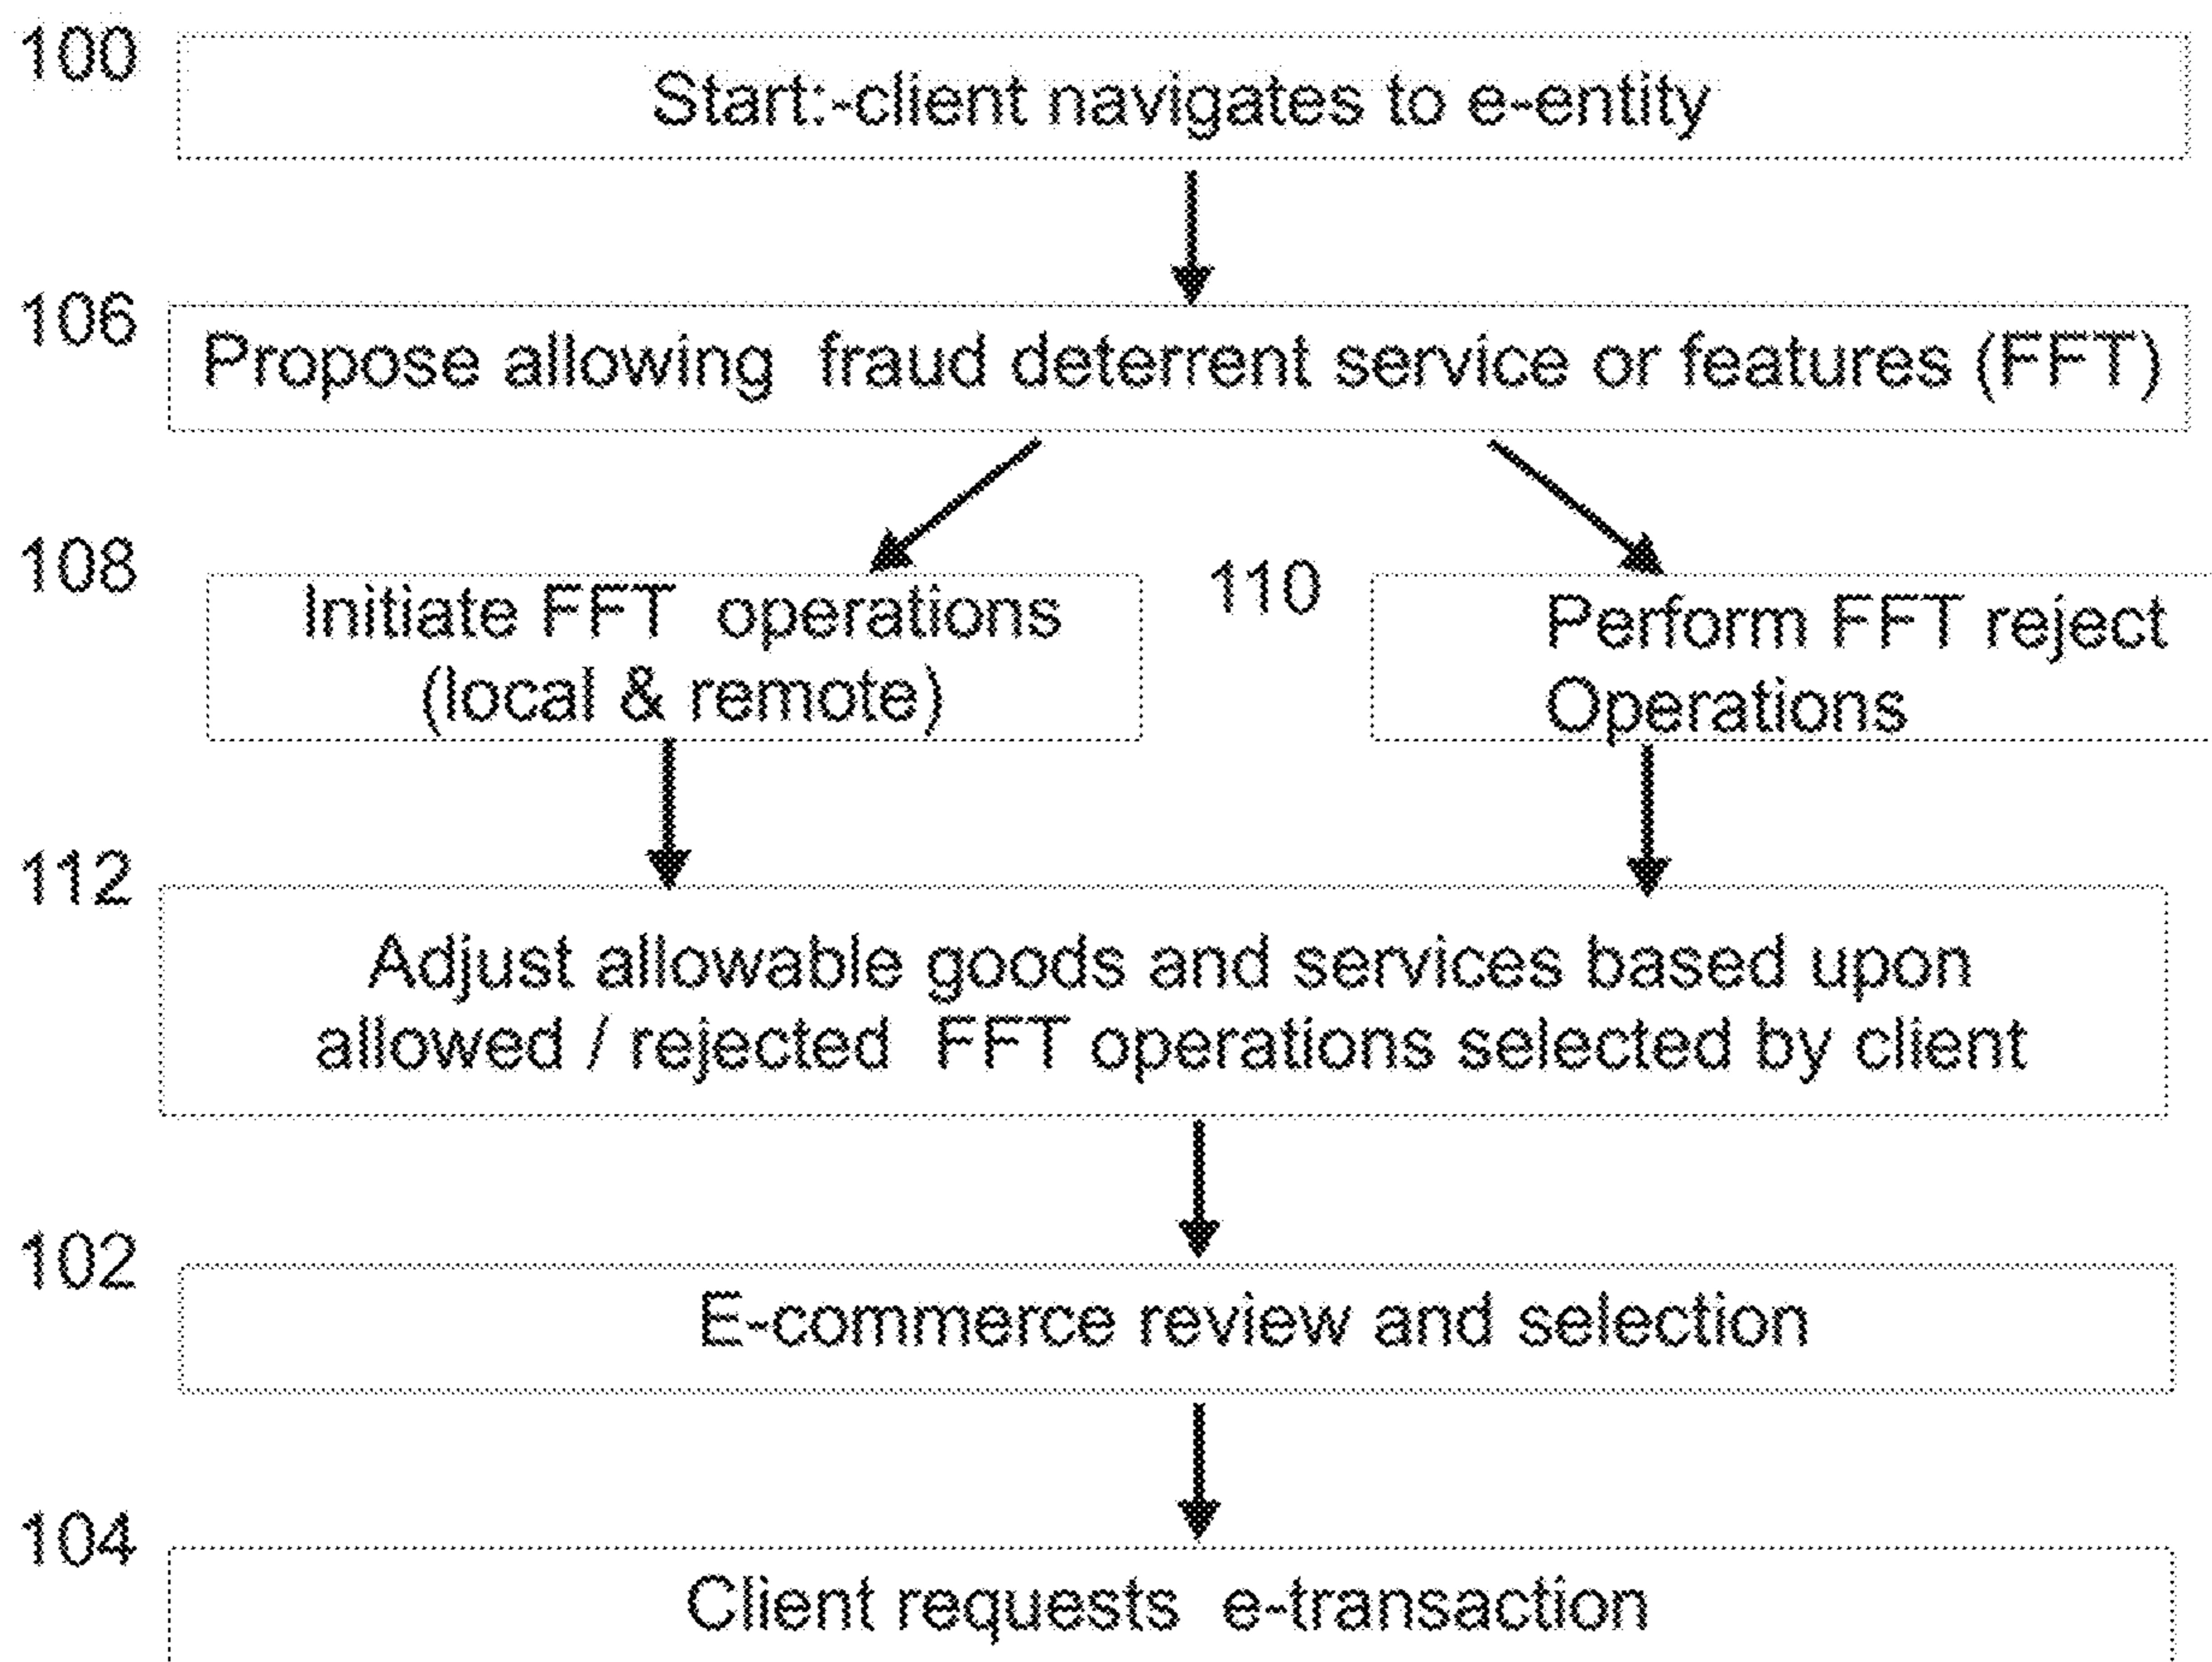 100
Start:-client navigates to e-entity
106
Propose allowing fraud deterrent service or features (FFT)
108
Initiate FFT operations
(local & remote)
110
Perform FFT reject
Operations
112
Adjust allowable goods and services based upon
allowed / rejected FFT operations selected by client
102
E-commerce review and selection
104
Client requests e-transaction